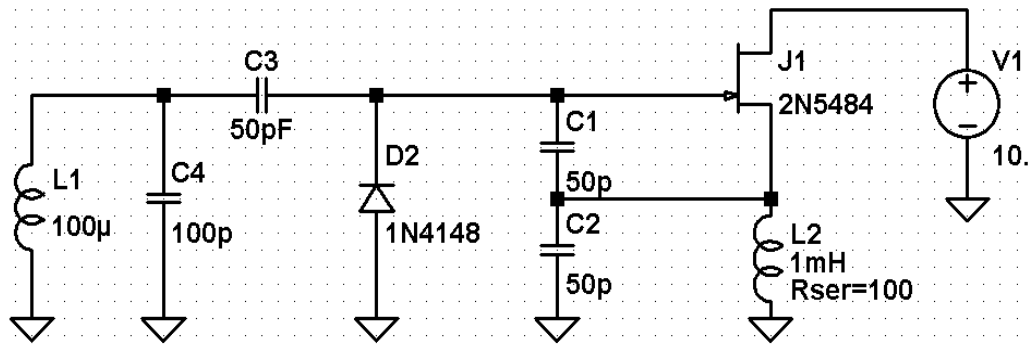 C3
50pF
L1
100µ
C4
100p
D2
1N4148
C1
50p
C2
50p
J1
2N5484
L2
1mH
Rser=100
V1
+
−
10.